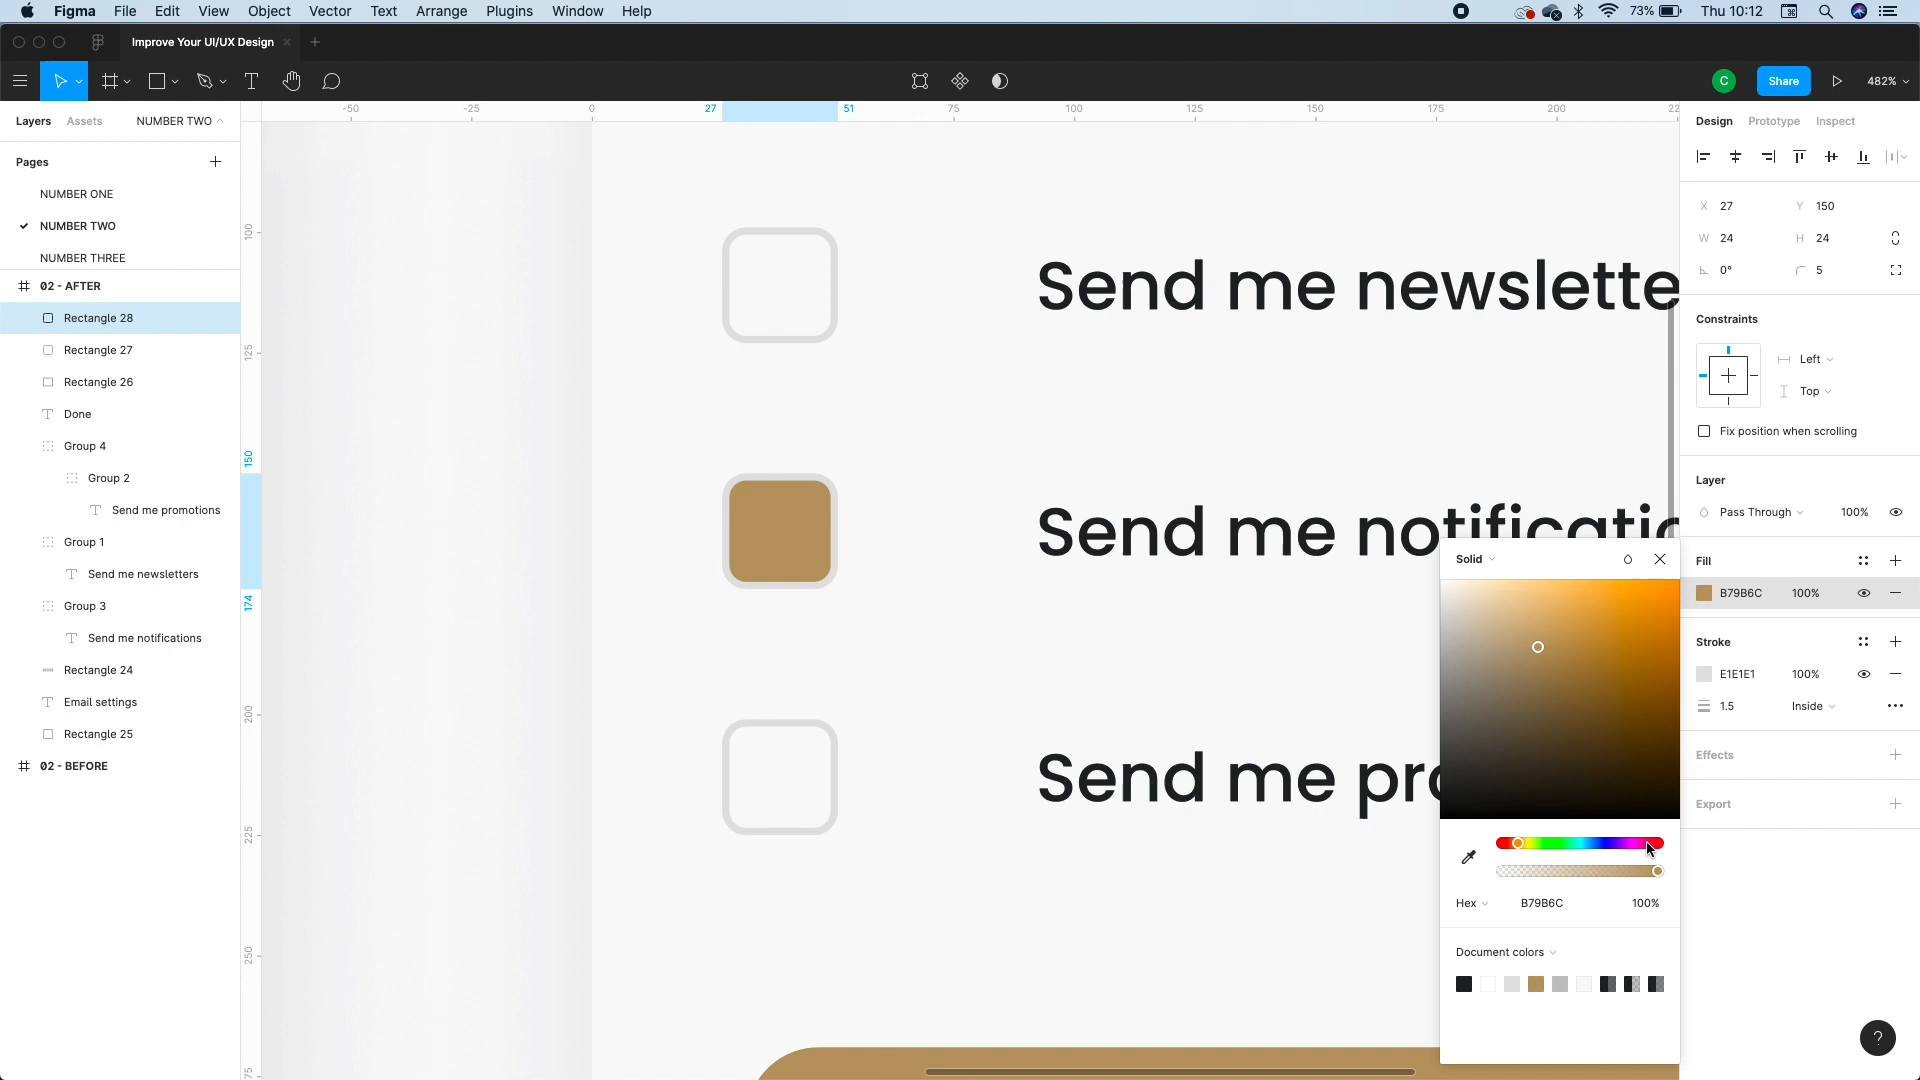 Figma File Edit View Object Vector Text Arrange Plugins Window Help 73% Thu 10:12
Improve Your UI/UX Design
C Share 482%
Layers Assets NUMBER TWO
Pages
NUMBER ONE
NUMBER TWO
NUMBER THREE
02 - AFTER
Rectangle 28
Rectangle 27
Rectangle 26
Done
Group 4
Group 2
Send me promotions
Group 1
Send me newsletters
Group 3
Send me notifications
Rectangle 24
Email settings
Rectangle 25
02 - BEFORE
-50 -25 0 27 51 75 100 125 150 175 200 22
100
125
150
174
200
225
250
75
Send me newslette
Send me notificatio
Send me pro
Solid
Hex B79B6C 100%
Document colors
Design Prototype Inspect
X 27 Y 150
W 24 H 24
0° 5
Constraints
Left
Top
Fix position when scrolling
Layer
Pass Through 100%
Fill
B79B6C 100%
Stroke
E1E1E1 100%
1.5 Inside
Effects
Export
?